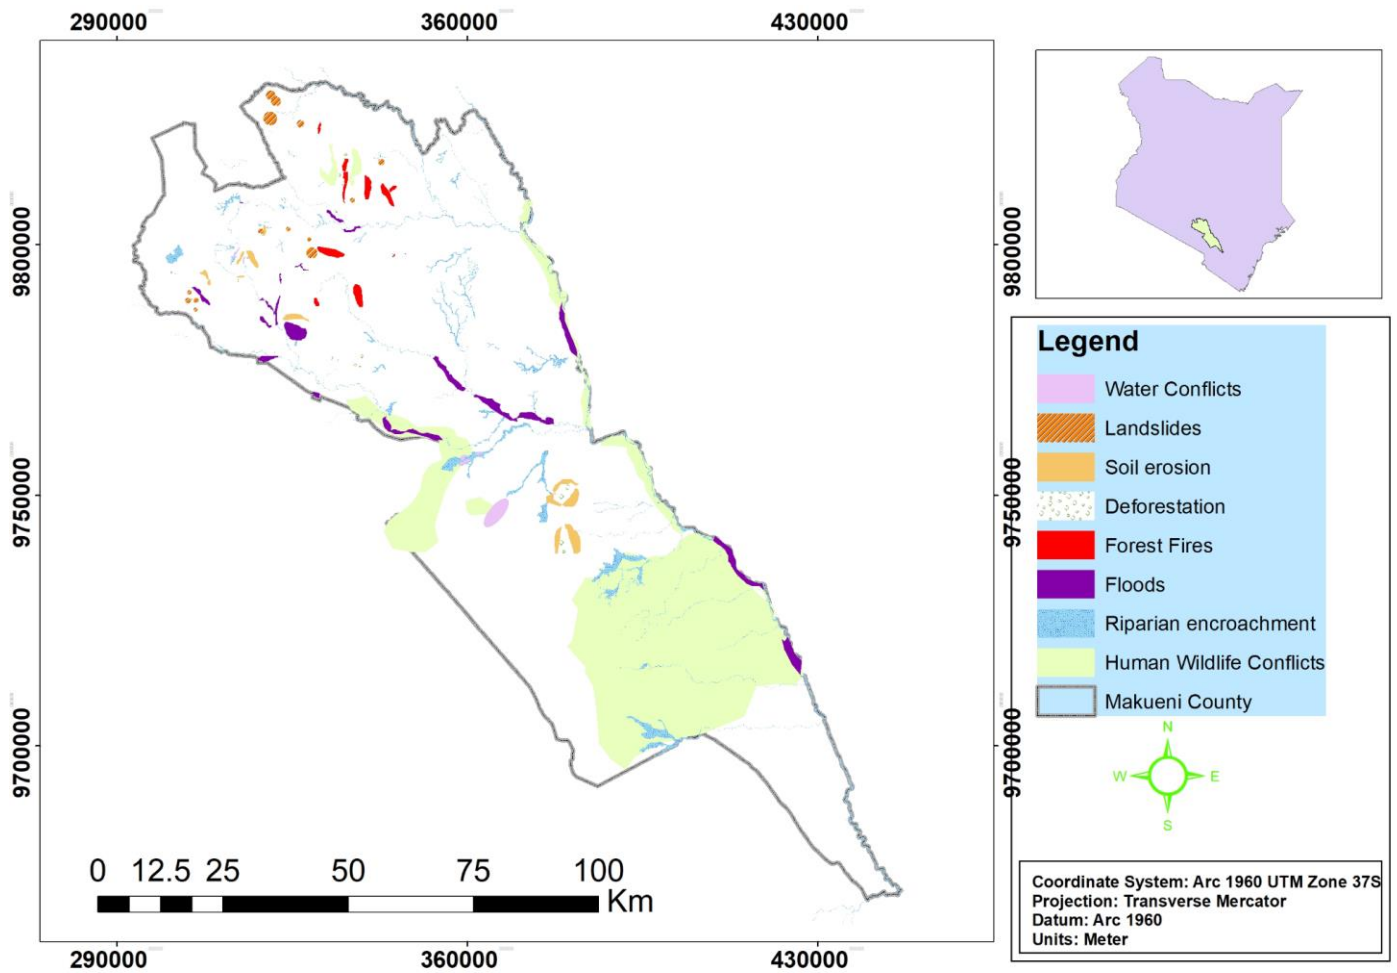 290000 360000 430000
9800000
9750000
9700000
9800000
9750000
9700000
0 12.5 25 50 75 100
Km
290000 360000 430000
Legend
Water Conflicts
Landslides
Soil erosion
Deforestation
Forest Fires
Floods
Riparian encroachment
Human Wildlife Conflicts
Makueni County
N
W E
S
Coordinate System: Arc 1960 UTM Zone 37S
Projection: Transverse Mercator
Datum: Arc 1960
Units: Meter